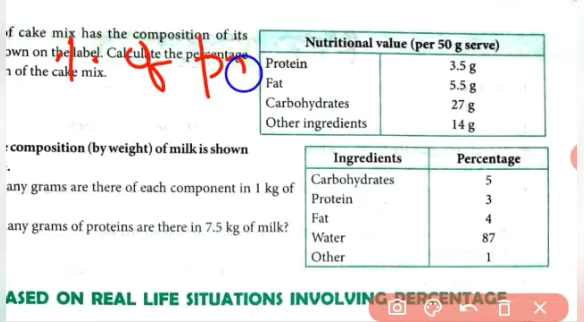 of cake mix has the composition of its
own on the label. Calculate the percentage
n of the cake mix.
% of p
Nutritional value (per 50 g serve)
Protein 3.5 g
Fat 5.5 g
Carbohydrates 27 g
Other ingredients 14 g
composition (by weight) of milk is shown
any grams are there of each component in 1 kg of
any grams of proteins are there in 7.5 kg of milk?
Ingredients Percentage
Carbohydrates 5
Protein 3
Fat 4
Water 87
Other 1
ASED ON REAL LIFE SITUATIONS INVOLVING PERCENTAGE